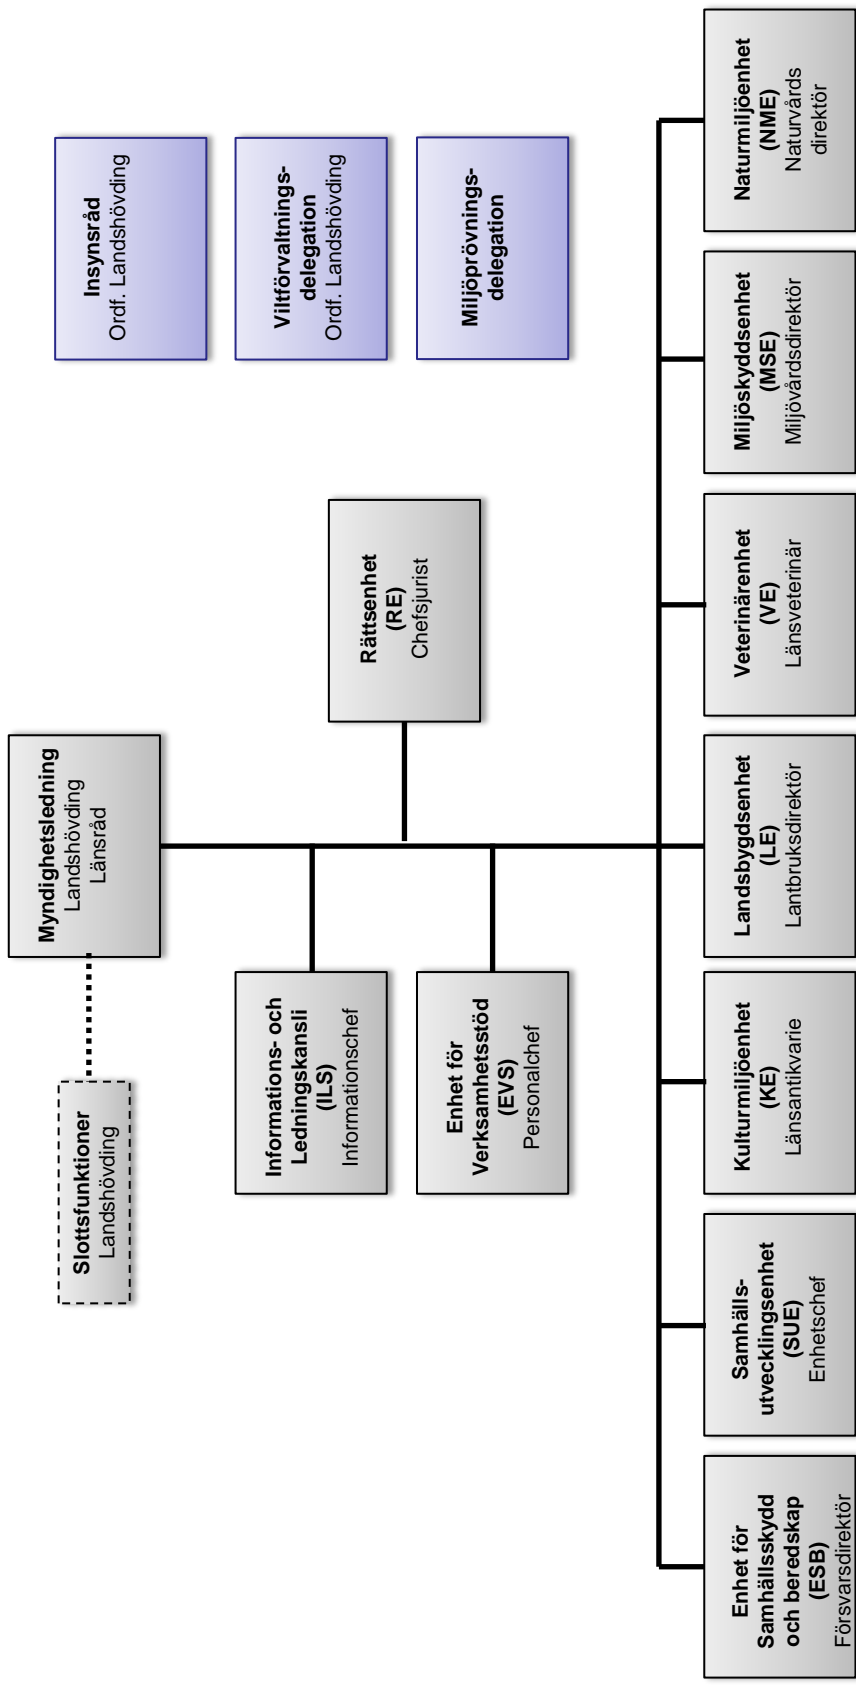 Slottsfunktioner
Landshövding
Myndighetsledning
Landshövding
Länsråd
Insynsråd
Ordf. Landshövding
Viltförvaltnings-
delegation
Ordf. Landshövding
Miljöprövnings-
delegation
Informations- och
Ledningskansli
(ILS)
Informationschef
Rättsenhet
(RE)
Chefsjurist
Enhet för
Verksamhetsstöd
(EVS)
Personalchef
Enhet för
Samhällsskydd
och beredskap
(ESB)
Försvarsdirektör
Samhälls-
utvecklingsenhet
(SUE)
Enhetschef
Kulturmiljöenhet
(KE)
Länsantikvarie
Landsbygdsenhet
(LE)
Lantbruksdirektör
Veterinärenhet
(VE)
Länsveterinär
Miljöskyddsenhet
(MSE)
Miljövårdsdirektör
Naturmiljöenhet
(NME)
Naturvårds
direktör